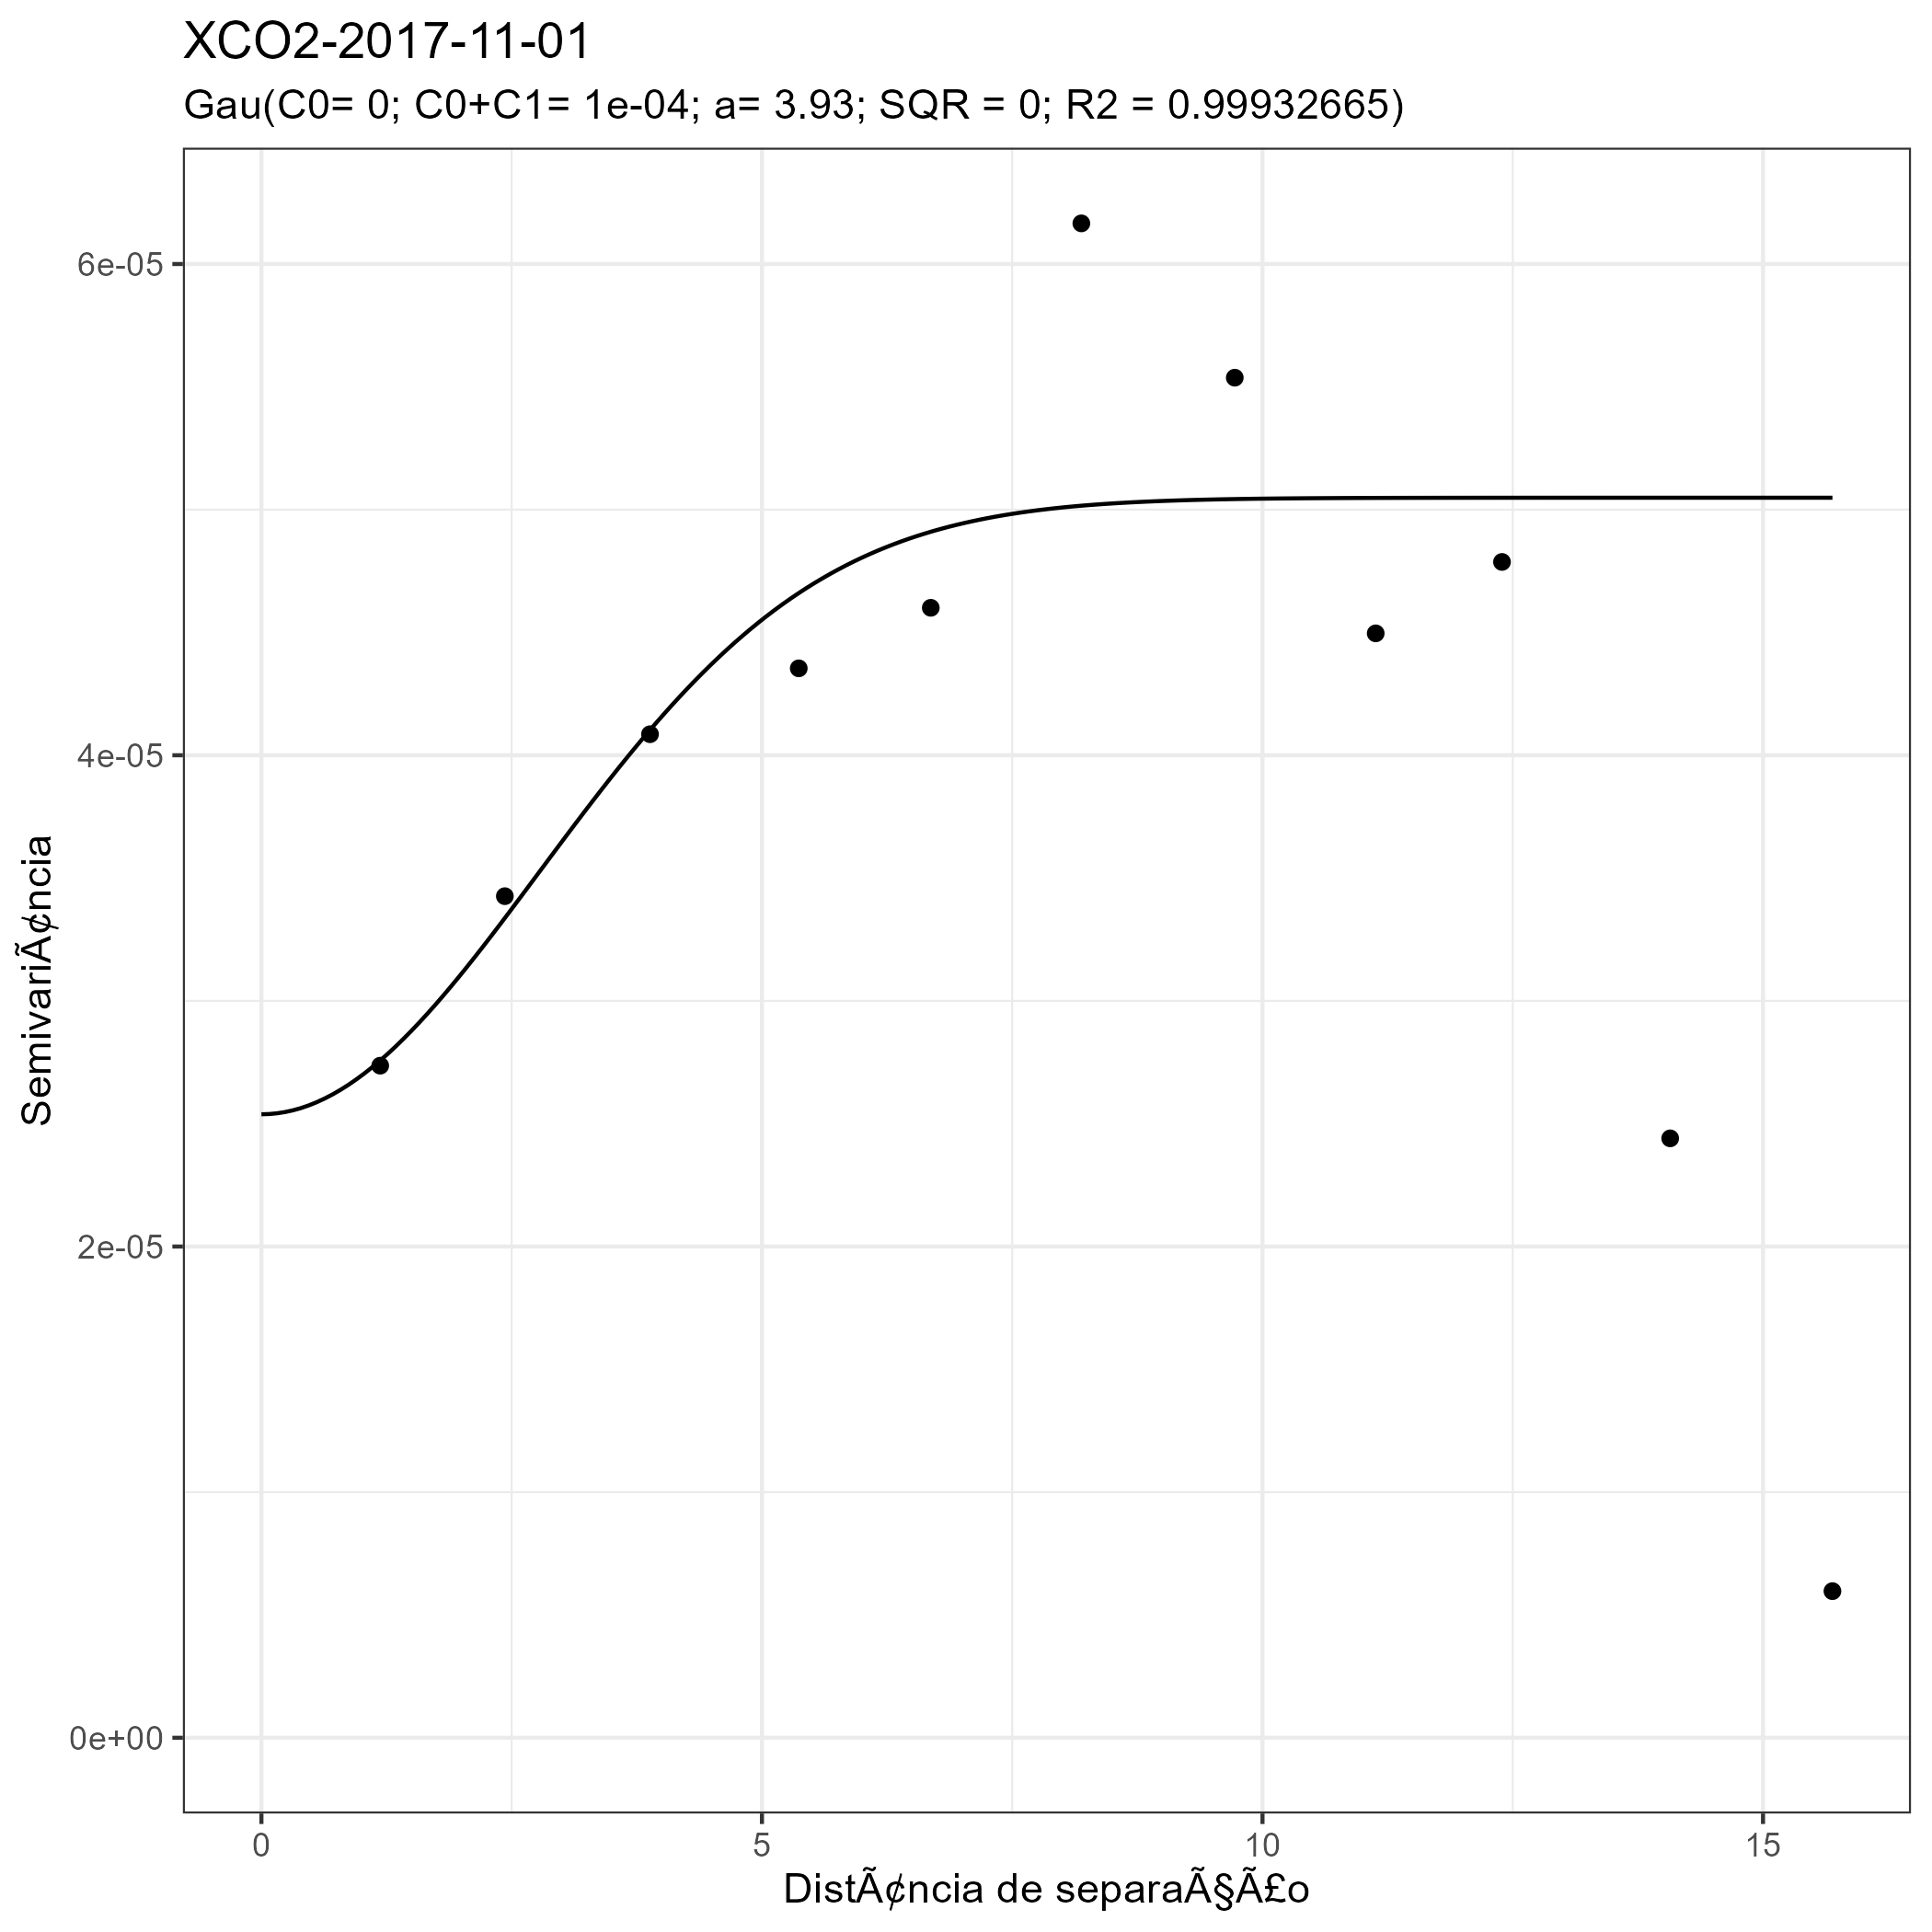 XCO2-2017-11-01
Gau(C0= 0; C0+C1= 1e-04; a= 3.93; SQR = 0; R2 = 0.99932665)
6e-05
4e-05
2e-05
0e+00
SemivariÃ¢ncia
0 5 10 15
DistÃ¢ncia de separaÃ§Ã£o